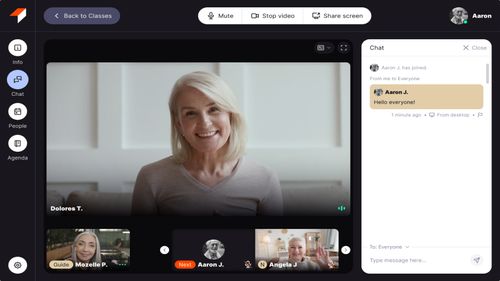 Back to Classes
Mute
Stop video
Share screen
Aaron
Info
Chat
People
Agenda
Dolores T.
Guide
Mozelle P.
Next
Aaron J.
N
Angela J
Chat
Close
Aaron J. has joined
From me to Everyone
Aaron J.
Hello everyone!
1 minute ago • From desktop •
To: Everyone
Type message here...